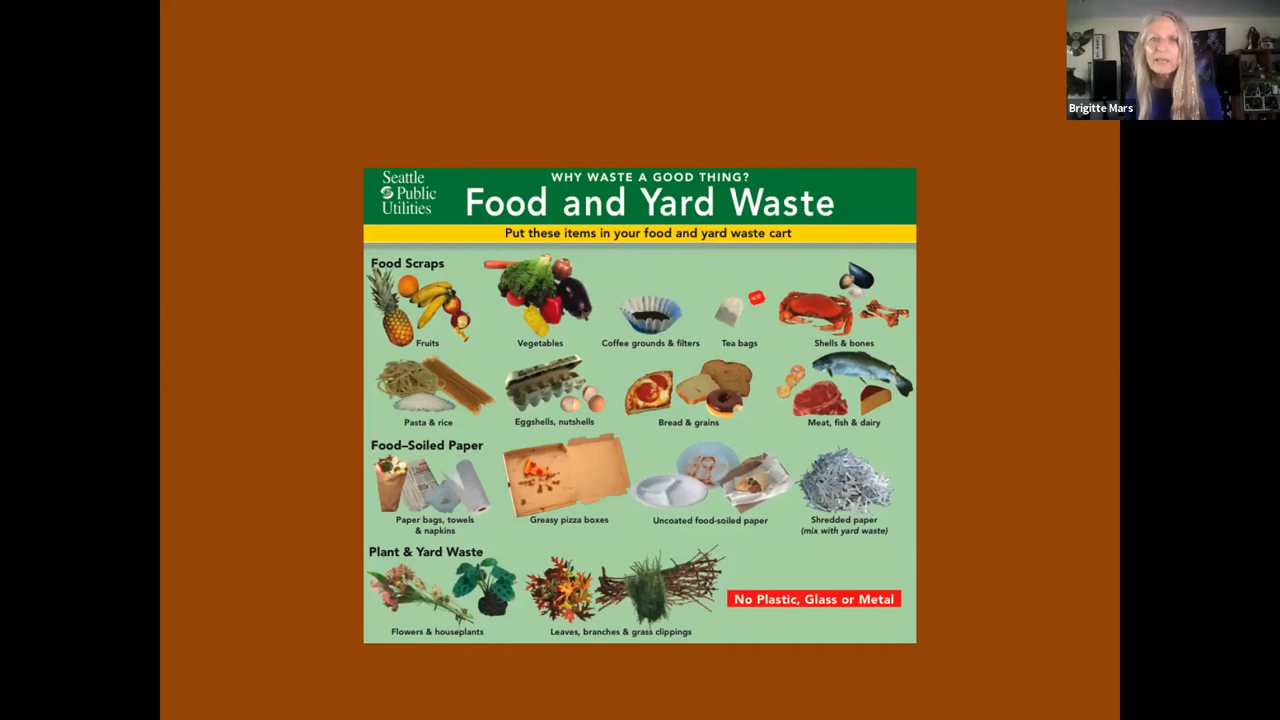 Brigitte Mars
Seattle
Public
Utilities
WHY WASTE A GOOD THING?
Food and Yard Waste
Put these items in your food and yard waste cart
Food Scraps
Fruits
Vegetables
Coffee grounds & filters
Tea bags
Shells & bones
Pasta & rice
Eggshells, nutshells
Bread & grains
Meat, fish & dairy
Food–Soiled Paper
Paper bags, towels
& napkins
Greasy pizza boxes
Uncoated food-soiled paper
Shredded paper
(mix with yard waste)
Plant & Yard Waste
Flowers & houseplants
Leaves, branches & grass clippings
No Plastic, Glass or Metal